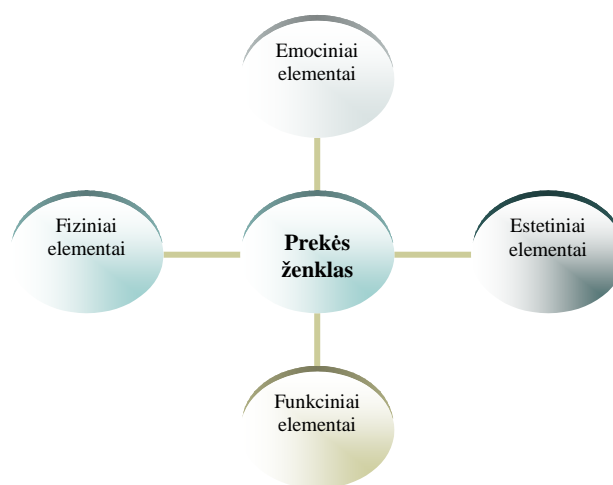 Emociniai
elementai
Fiziniai
elementai
Prekės
ženklas
Estetiniai
elementai
Funkciniai
elementai